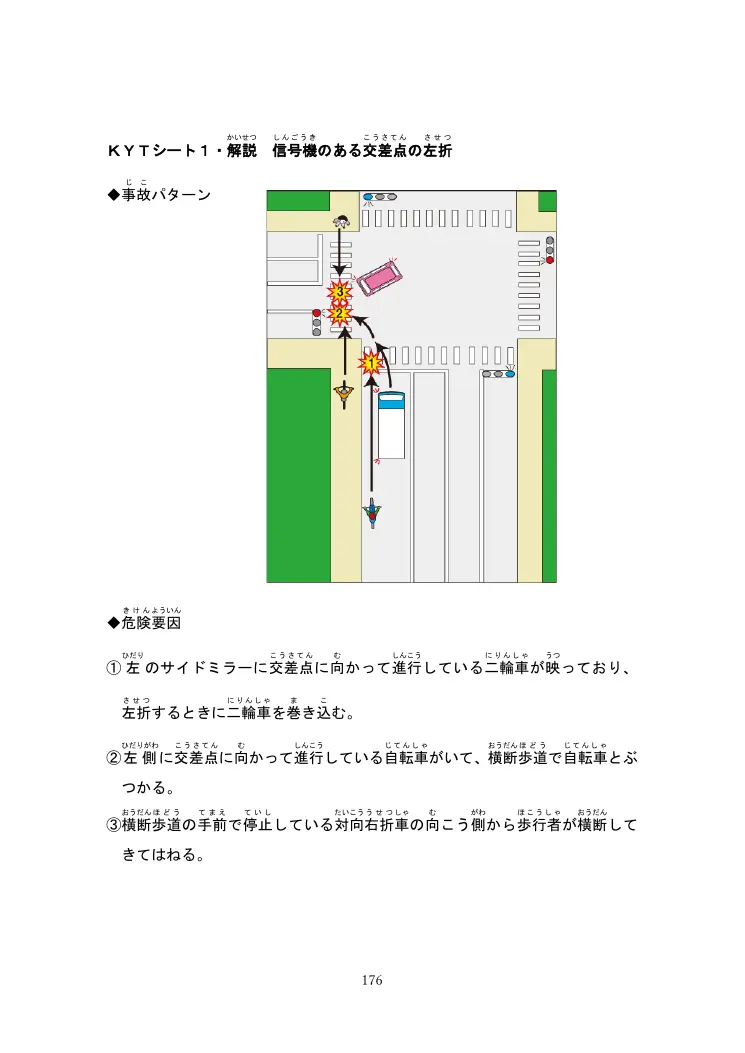 かいせつ しんごうき こうさてん させつ
KYTシート1・解説 信号機のある交差点の左折
じこ
◆事故パターン
3
2
1
きけんよういん
◆危険要因
ひだり こうさてん む しんこう にりんしゃ うつ
①左のサイドミラーに交差点に向かって進行している二輪車が映っており、
させつ にりんしゃ ま こ
左折するときに二輪車を巻き込む。
ひだりがわ こうさてん む しんこう じてんしゃ おうだんほどう じてんしゃ
②左側に交差点に向かって進行している自転車がいて、横断歩道で自転車とぶ
つかる。
おうだんほどう てまえ ていし たいこううせつしゃ む がわ ほこうしゃ おうだん
③横断歩道の手前で停止している対向右折車の向こう側から歩行者が横断して
きてはねる。
176